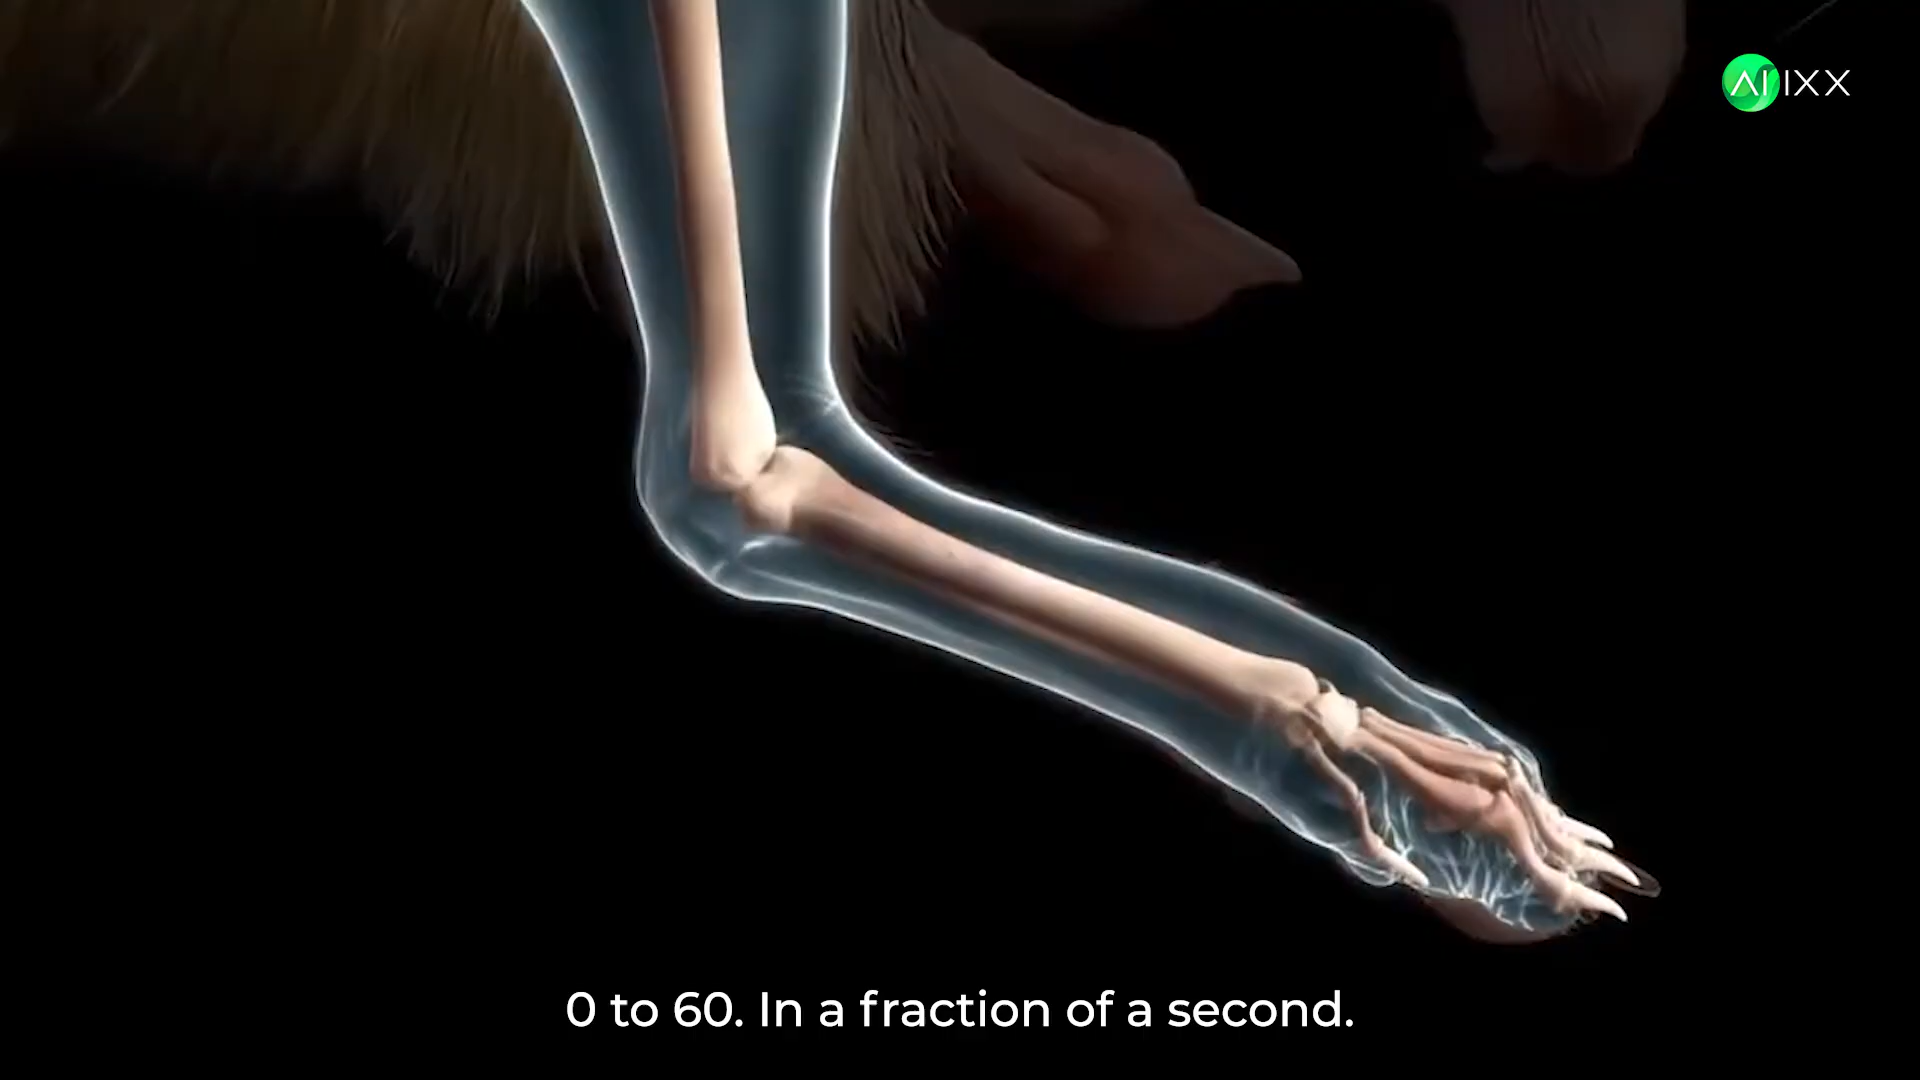 AIIXX
0 to 60. In a fraction of a second.